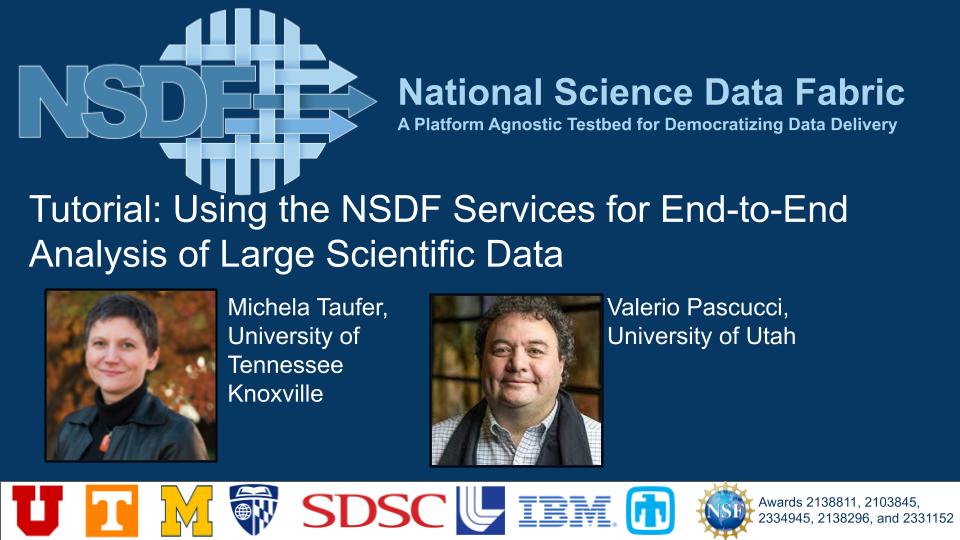 NSDF
National Science Data Fabric
A Platform Agnostic Testbed for Democratizing Data Delivery
Tutorial: Using the NSDF Services for End-to-End
Analysis of Large Scientific Data
Michela Taufer,
University of
Tennessee
Knoxville
Valerio Pascucci,
University of Utah
U T M SDSC IBM NSF
Awards 2138811, 2103845,
2334945, 2138296, and 2331152